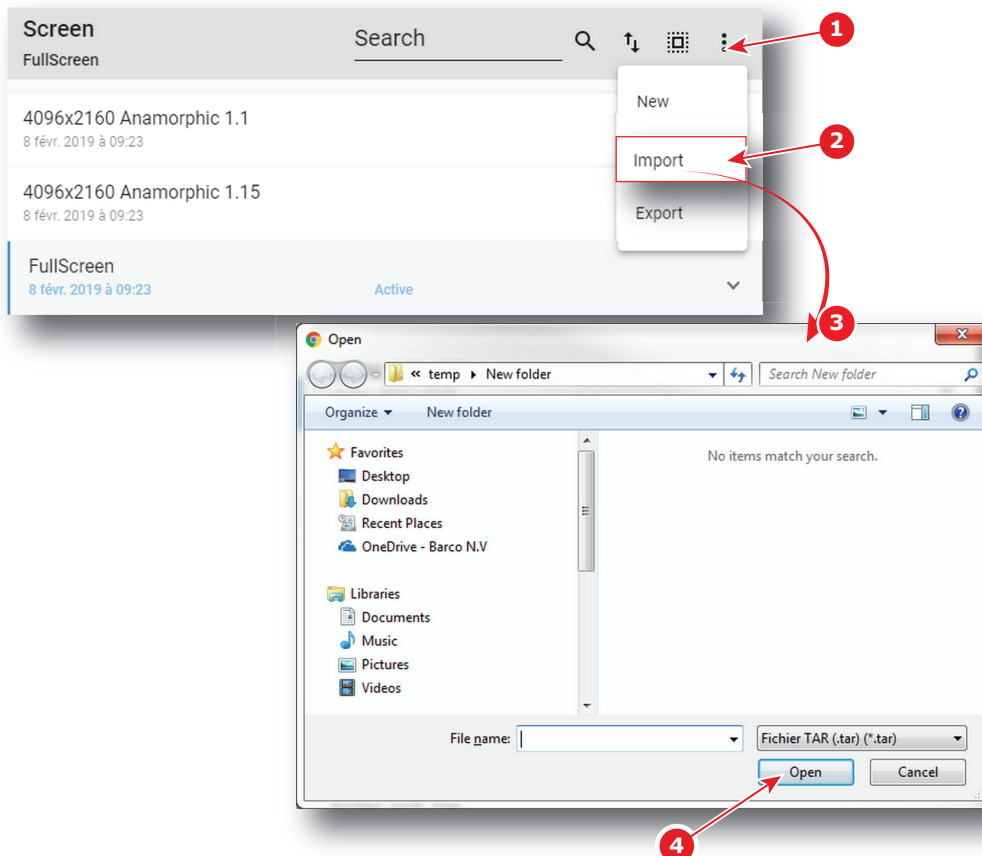 Screen
FullScreen
Search
1
New
4096x2160 Anamorphic 1.1
8 févr. 2019 à 09:23
Import
2
4096x2160 Anamorphic 1.15
8 févr. 2019 à 09:23
Export
FullScreen
8 févr. 2019 à 09:23
Active
3
Open
« temp ▸ New folder
Search New folder
Organize
New folder
Favorites
No items match your search.
Desktop
Downloads
Recent Places
OneDrive - Barco N.V
Libraries
Documents
Music
Pictures
Videos
File name:
Fichier TAR (.tar) (*.tar)
Open
Cancel
4